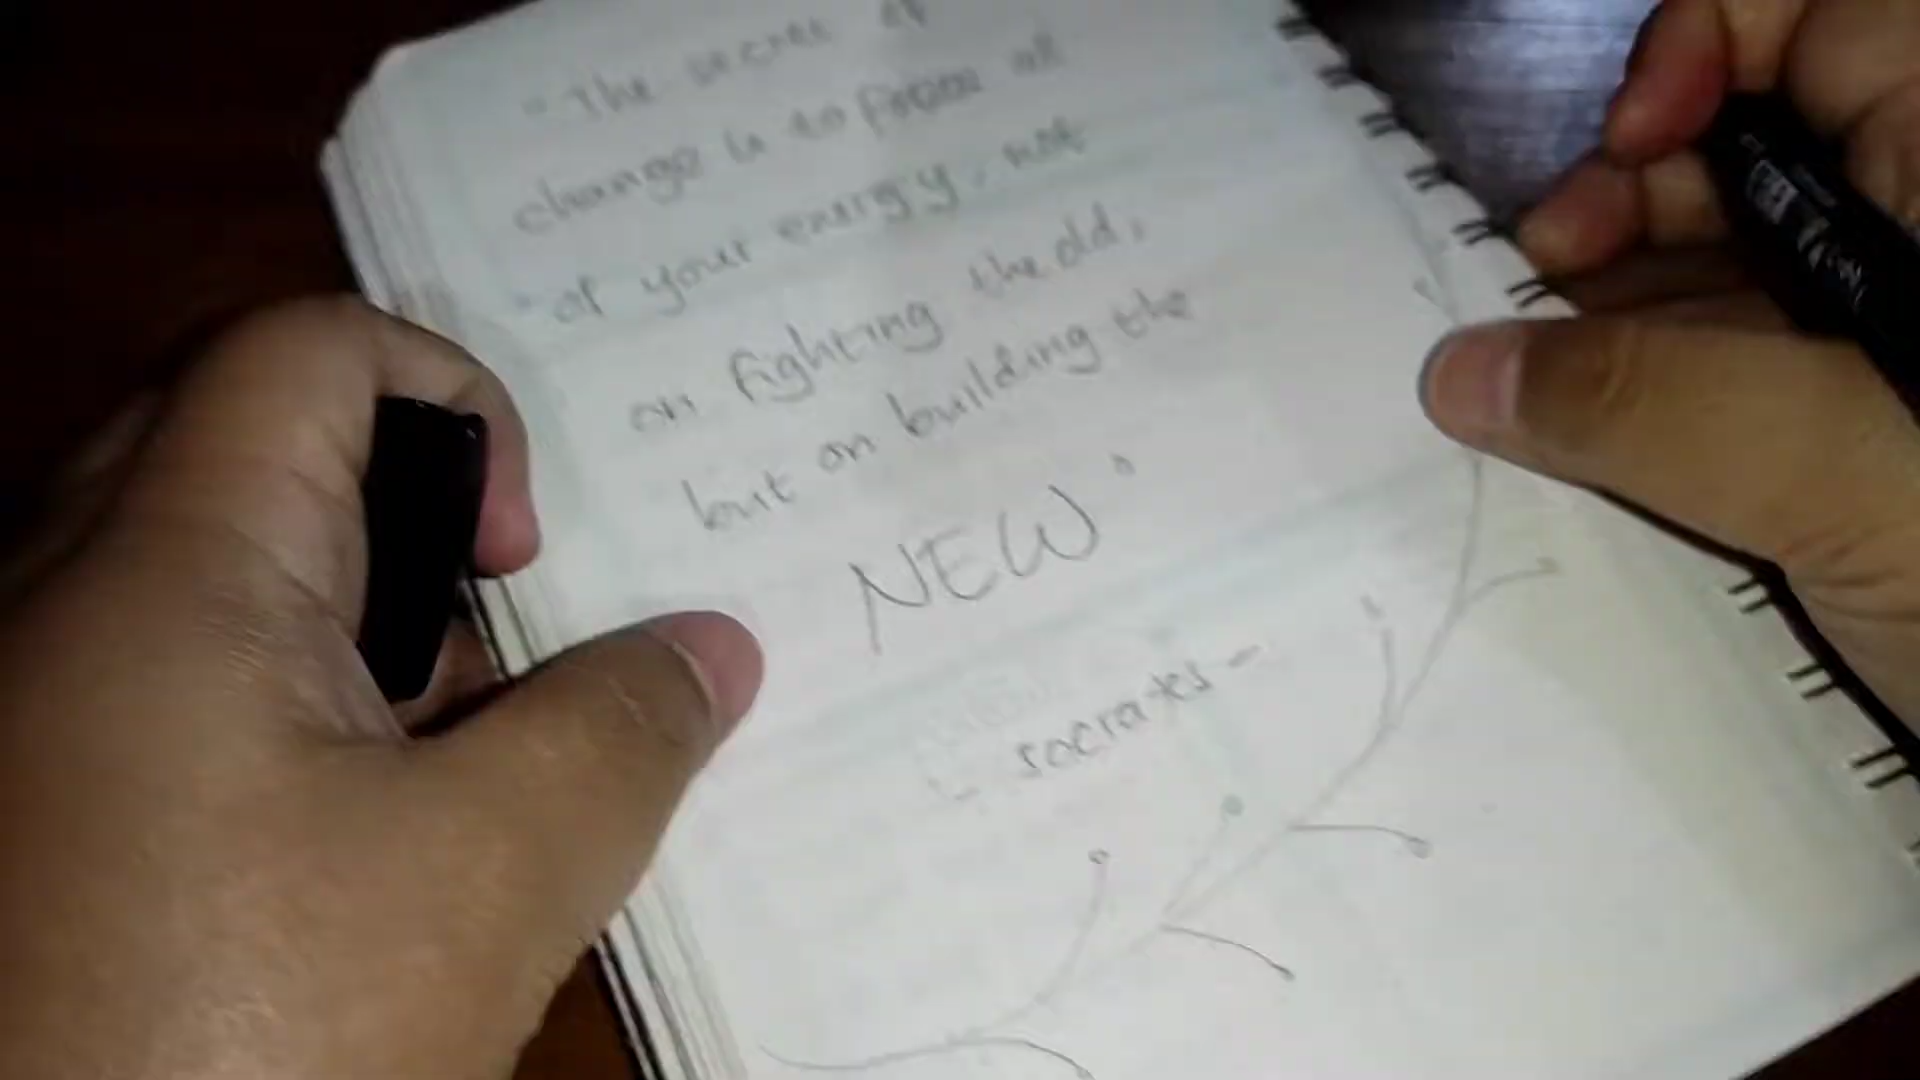 "The secret of
change is to focus all
of your energy, not
on fighting the old,
but on building the
NEW"
socrates -